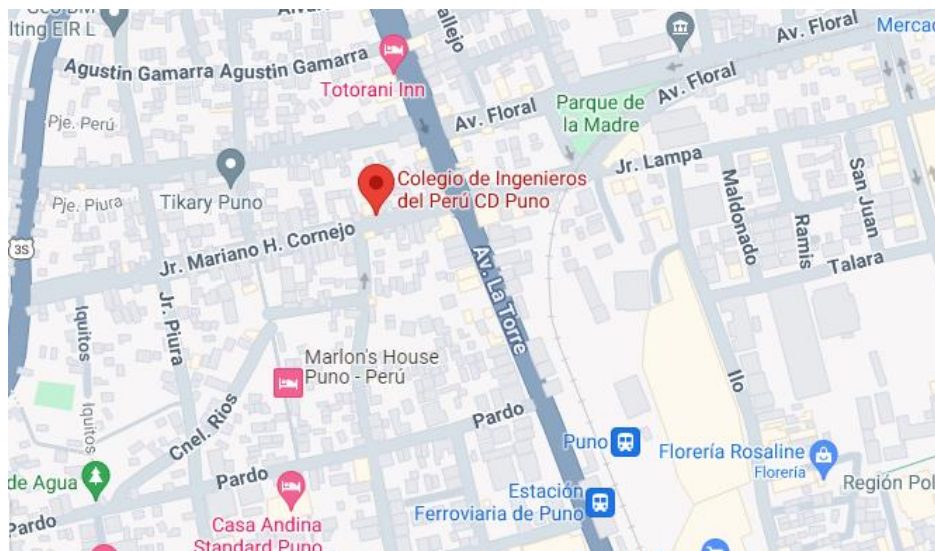 lting EIR L
Agustin Gamarra Agustin Gamarra
Totorani Inn
Av. Floral
Av. Floral
Av. Floral
Mercad
Pje. Perú
Parque de
la Madre
Jr. Lampa
Pje. Piura
Tikary Puno
Colegio de Ingenieros
del Perú CD Puno
Maldonado
Ramis
San Juan
3S
Jr. Mariano H. Cornejo
Talara
Av. La Torre
Jr. Piura
Iquitos
Iquitos
Marlon's House
Puno - Perú
Ilo
Cnel. Rios
Pardo
Puno
Florería Rosaline
Florería
de Agua
Pardo
Pardo
Región Pol
Estación
Ferroviaria de Puno
Casa Andina
Standard Puno